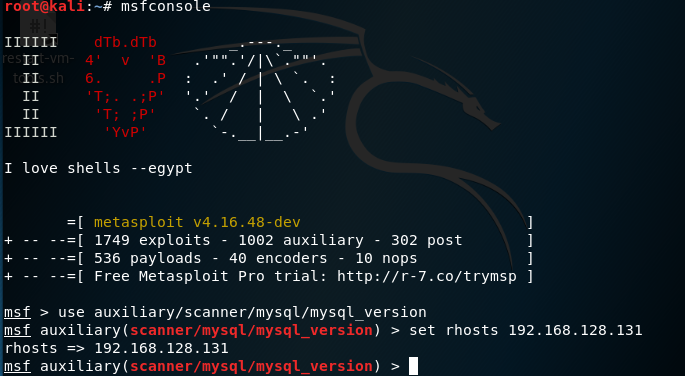 root@kali:~# msfconsole
IIIIII    dTb.dTb        _.---._
  II     4'  v  'B   .'"".'/|\`.""'.
  II     6.     .P  :  .' / | \ `.  :
  II     'T;. .;P'  '.'  /  |  \  `.'
  II      'T; ;P'    `. /   |   \ .'
IIIIII     'YvP'       `-.__|__.-'
I love shells --egypt
=[ metasploit v4.16.48-dev ]
+ -- --=[ 1749 exploits - 1002 auxiliary - 302 post ]
+ -- --=[ 536 payloads - 40 encoders - 10 nops ]
+ -- --=[ Free Metasploit Pro trial: http://r-7.co/trymsp ]
msf > use auxiliary/scanner/mysql/mysql_version
msf auxiliary(scanner/mysql/mysql_version) > set rhosts 192.168.128.131
rhosts => 192.168.128.131
msf auxiliary(scanner/mysql/mysql_version) >